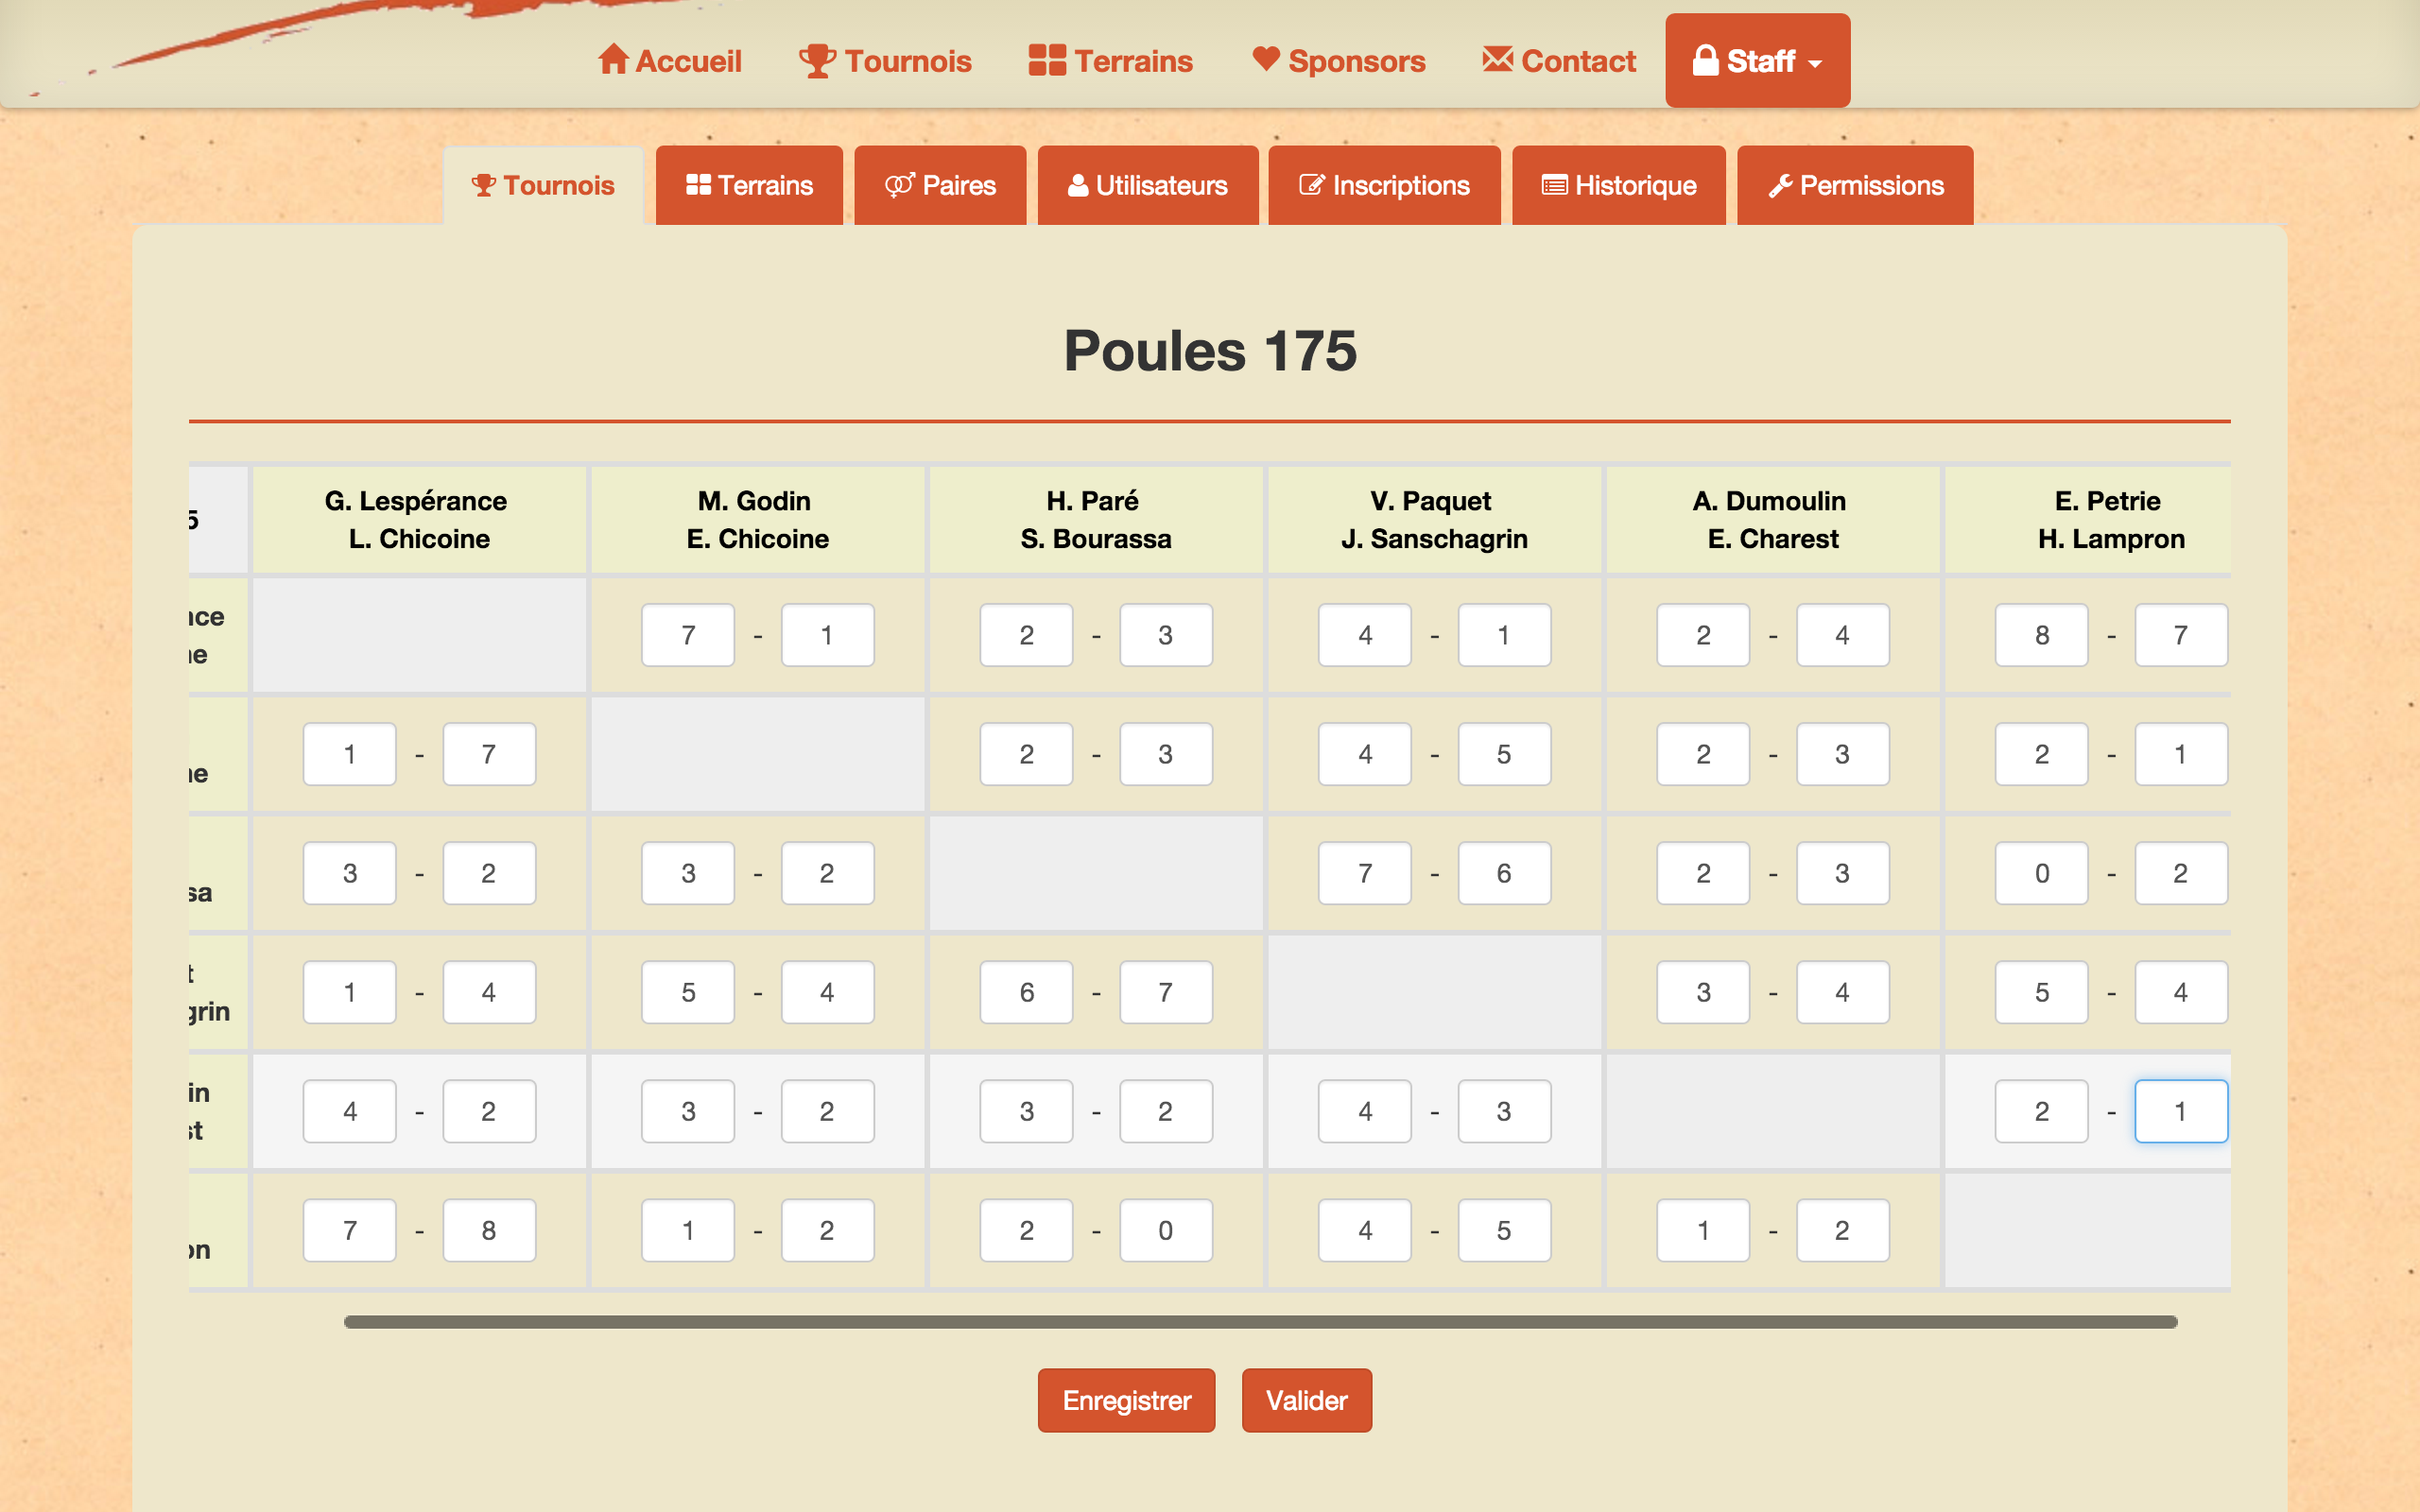 Accueil Tournois Terrains Sponsors Contact Staff
Tournois Terrains Paires Utilisateurs Inscriptions Historique Permissions
Poules 175
5 G. Lespérance M. Godin H. Paré V. Paquet A. Dumoulin E. Petrie
L. Chicoine E. Chicoine S. Bourassa J. Sanschagrin E. Charest H. Lampron
nce
ne
7 - 1 2 - 3 4 - 1 2 - 4 8 - 7
ne
1 - 7 2 - 3 4 - 5 2 - 3 2 - 1
sa
3 - 2 3 - 2 7 - 6 2 - 3 0 - 2
t
grin
1 - 4 5 - 4 6 - 7 3 - 4 5 - 4
in
st
4 - 2 3 - 2 3 - 2 4 - 3 2 - 1
on
7 - 8 1 - 2 2 - 0 4 - 5 1 - 2
Enregistrer Valider